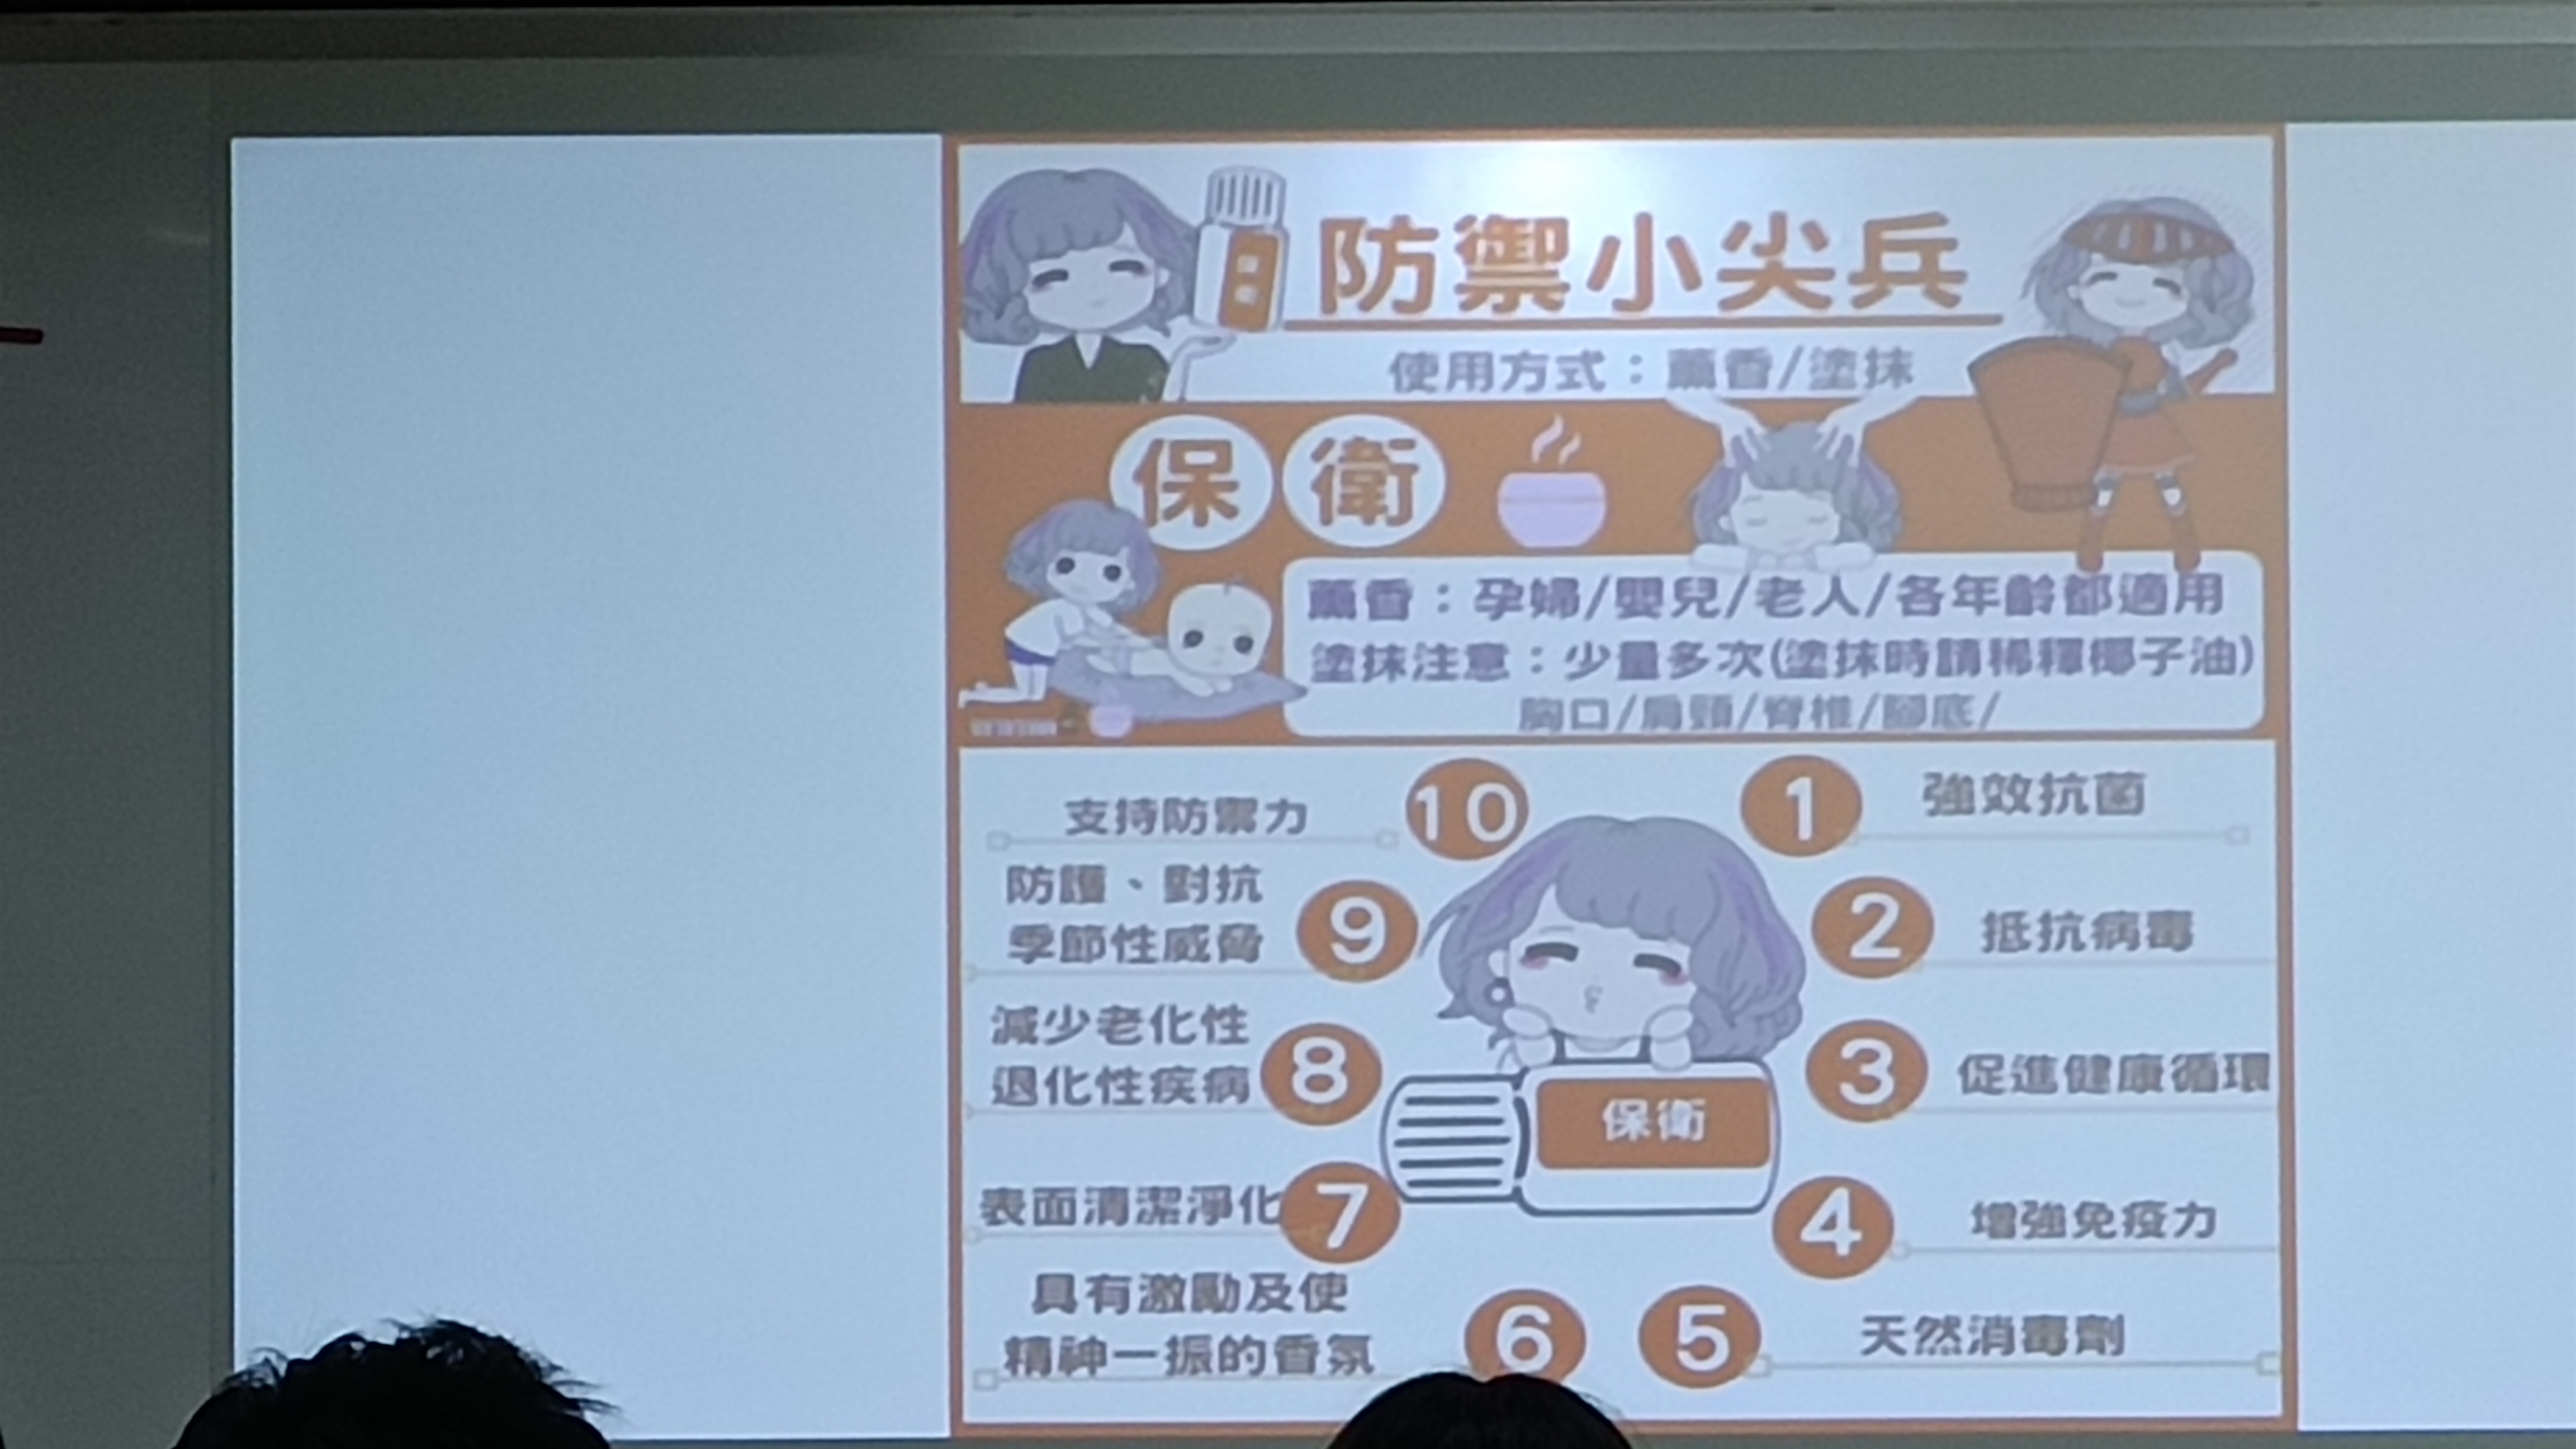 防禦小尖兵
使用方式：薰香/塗抹
保衛
薰香：孕婦/嬰兒/老人/各年齡都適用
塗抹注意：少量多次(塗抹時請稀釋椰子油)
胸口/肩頸/脊椎/腳底/
1 強效抗菌
2 抵抗病毒
3 促進健康循環
4 增強免疫力
5 天然消毒劑
6 具有激勵及使
精神一振的香氛
7 表面清潔淨化
8 減少老化性
退化性疾病
9 防護、對抗
季節性威脅
10 支持防禦力
保衛